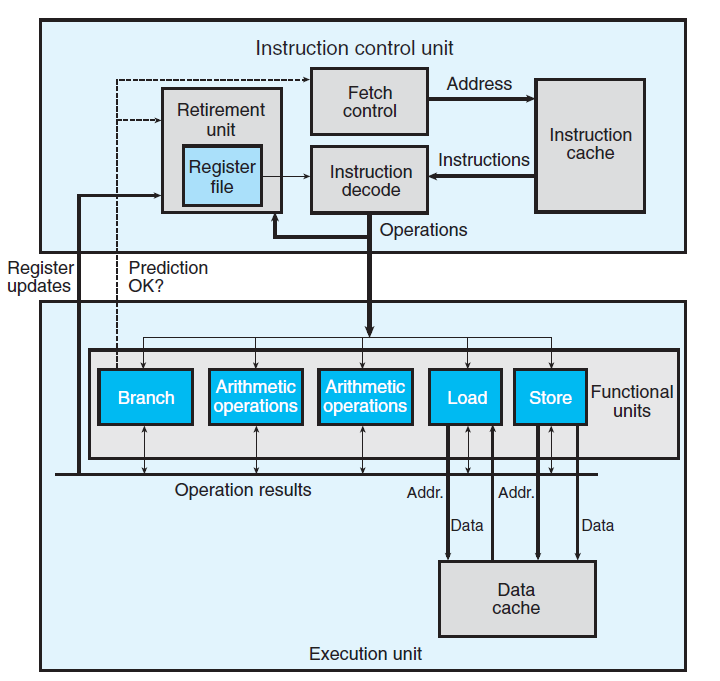 Instruction control unit
Fetch
control
Address
Retirement
unit
Instruction
cache
Register
file
Instruction
decode
Instructions
Operations
Register
updates
Prediction
OK?
Branch
Arithmetic
operations
Arithmetic
operations
Load
Store
Functional
units
Operation results
Addr.
Addr.
Data
Data
Data
cache
Execution unit